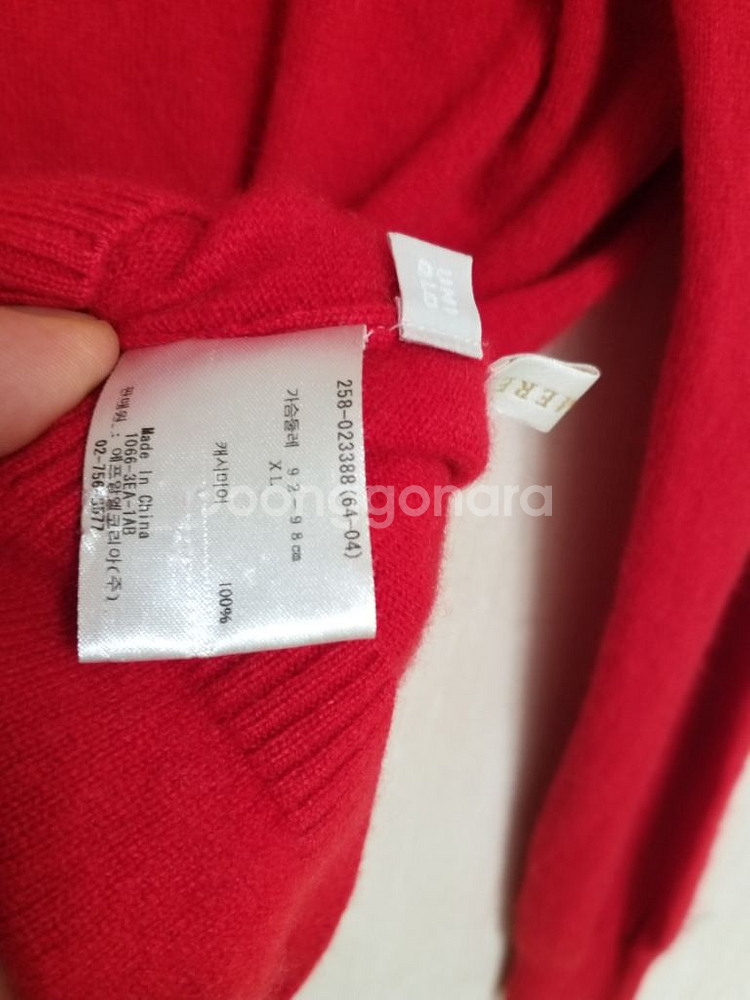 258-023388(64-04)
가슴둘레 92 98cm
XL
캐시미어 100%
Made In China
1066-3EA-1AB
판매원 : 에프알엘코리아(주)
02-756-3577
UNI
QLO
MERE
joonggonara